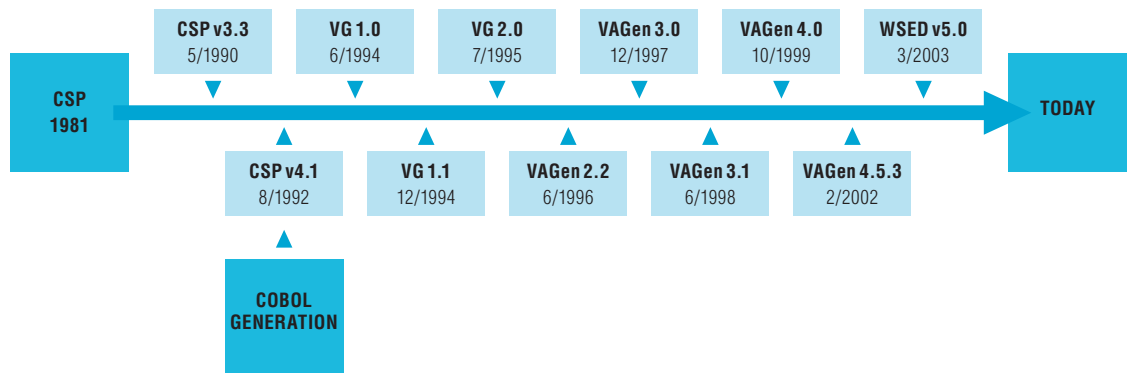 CSP v3.3
5/1990
VG 1.0
6/1994
VG 2.0
7/1995
VAGen 3.0
12/1997
VAGen 4.0
10/1999
WSED v5.0
3/2003
CSP
1981
TODAY
CSP v4.1
8/1992
VG 1.1
12/1994
VAGen 2.2
6/1996
VAGen 3.1
6/1998
VAGen 4.5.3
2/2002
COBOL
GENERATION